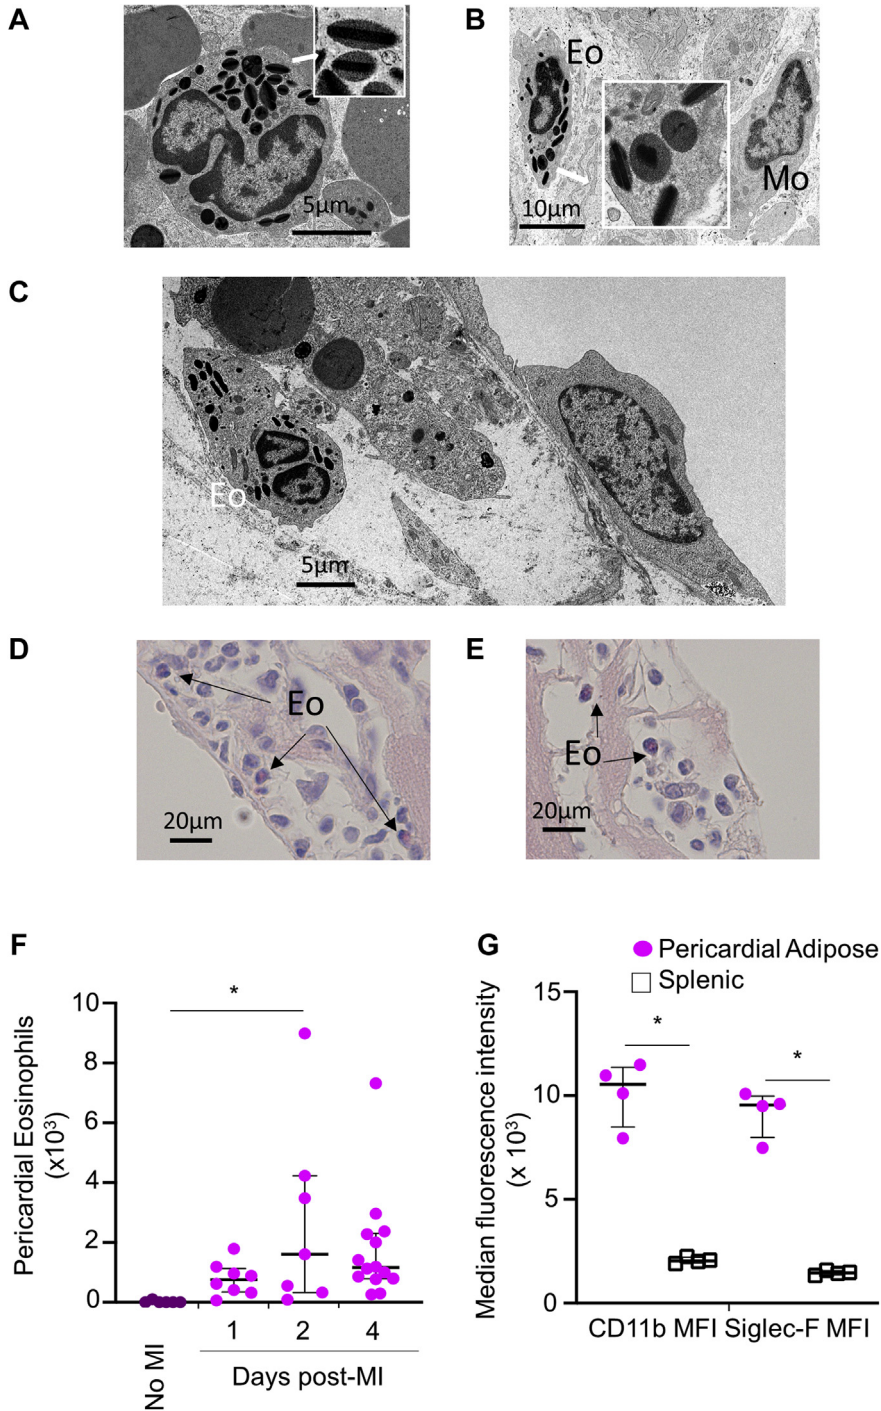 A
5µm
B
Eo
Mo
10µm
C
Eo
5µm
D
Eo
20µm
E
Eo
20µm
F
Pericardial Eosinophils
(x10³)
10
8
6
4
2
0
*
No MI
1
2
4
Days post-MI
G
Pericardial Adipose
Splenic
Median fluorescence intensity
(x 10³)
15
10
5
0
*
*
CD11b MFI Siglec-F MFI